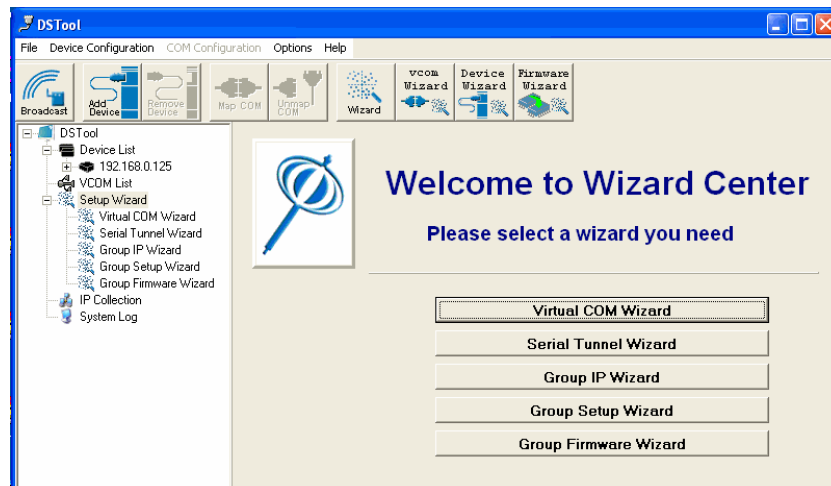 DSTool
File Device Configuration COM Configuration Options Help
Broadcast
Add Device
Remove Device
Map COM
Unmap COM
Wizard
vcom Wizard
Device Wizard
Firmware Wizard
DSTool
Device List
192.168.0.125
VCOM List
Setup Wizard
Virtual COM Wizard
Serial Tunnel Wizard
Group IP Wizard
Group Setup Wizard
Group Firmware Wizard
IP Collection
System Log
Welcome to Wizard Center
Please select a wizard you need
Virtual COM Wizard
Serial Tunnel Wizard
Group IP Wizard
Group Setup Wizard
Group Firmware Wizard